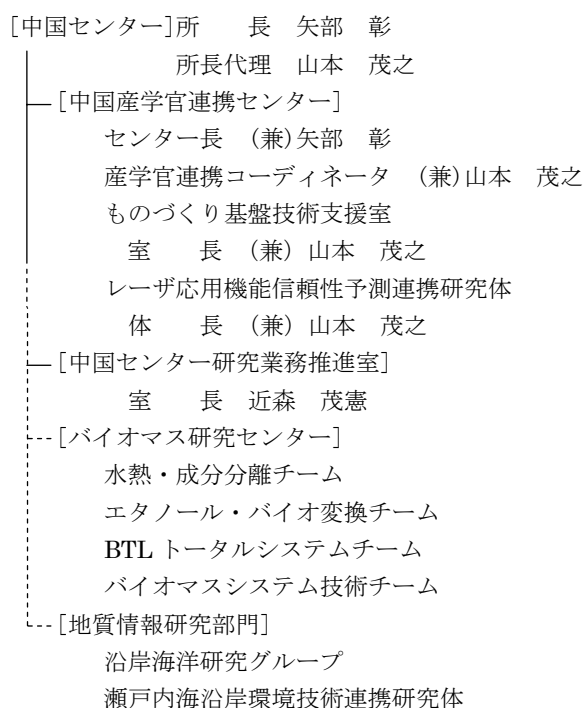 [中国センター]所　　長　矢部　彰
所長代理　山本　茂之
[中国産学官連携センター]
センター長　(兼)矢部　彰
産学官連携コーディネータ　(兼)山本　茂之
ものづくり基盤技術支援室
室　　長　(兼) 山本　茂之
レーザ応用機能信頼性予測連携研究体
体　　長　(兼) 山本　茂之
[中国センター研究業務推進室]
室　　長　近森　茂憲
[バイオマス研究センター]
水熱・成分分離チーム
エタノール・バイオ変換チーム
BTL トータルシステムチーム
バイオマスシステム技術チーム
[地質情報研究部門]
沿岸海洋研究グループ
瀬戸内海沿岸環境技術連携研究体